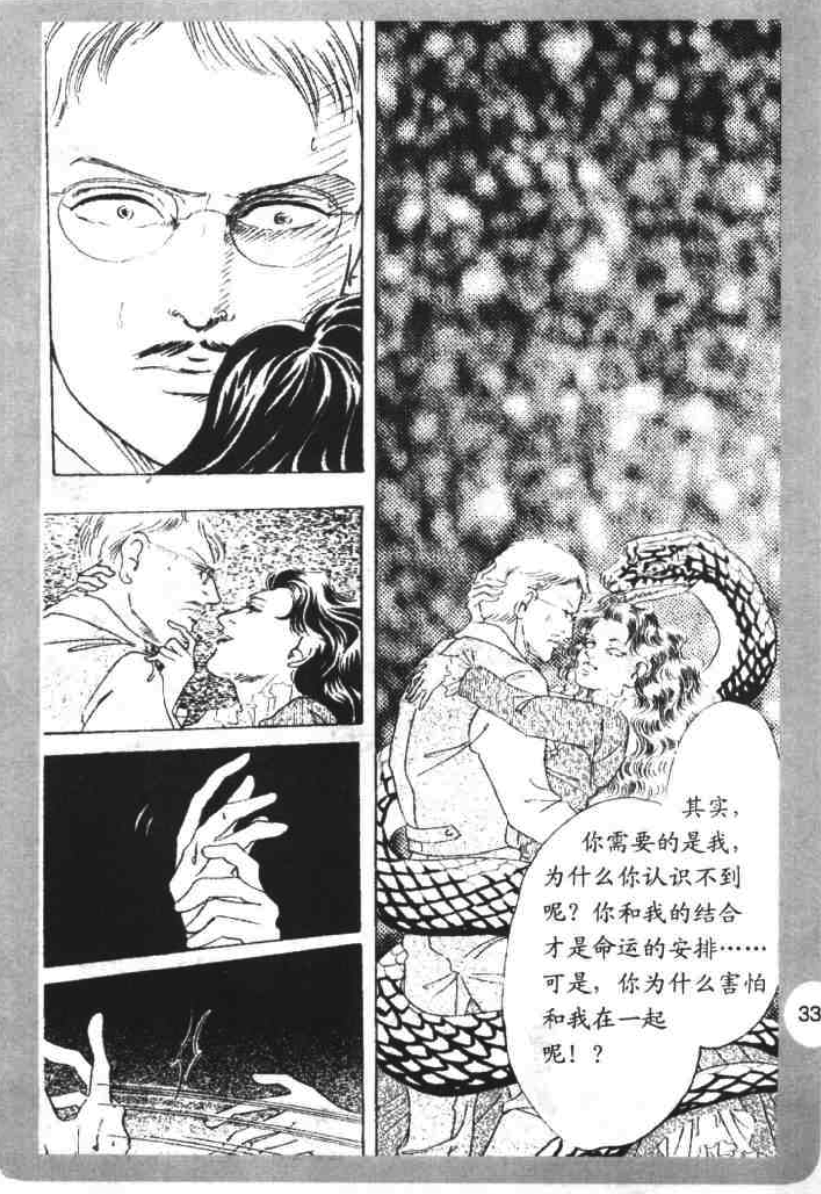 其实，
你需要的是我，
为什么你认识不到
呢？你和我的结合
才是命运的安排……
可是，你为什么害怕
和我在一起
呢！？
33